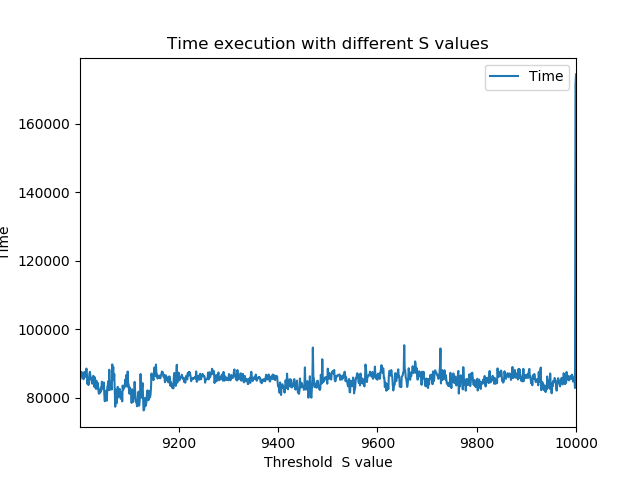 Time execution with different S values
Time
160000
140000
120000
100000
80000
Time
9200
9400
9600
9800
10000
Threshold  S value